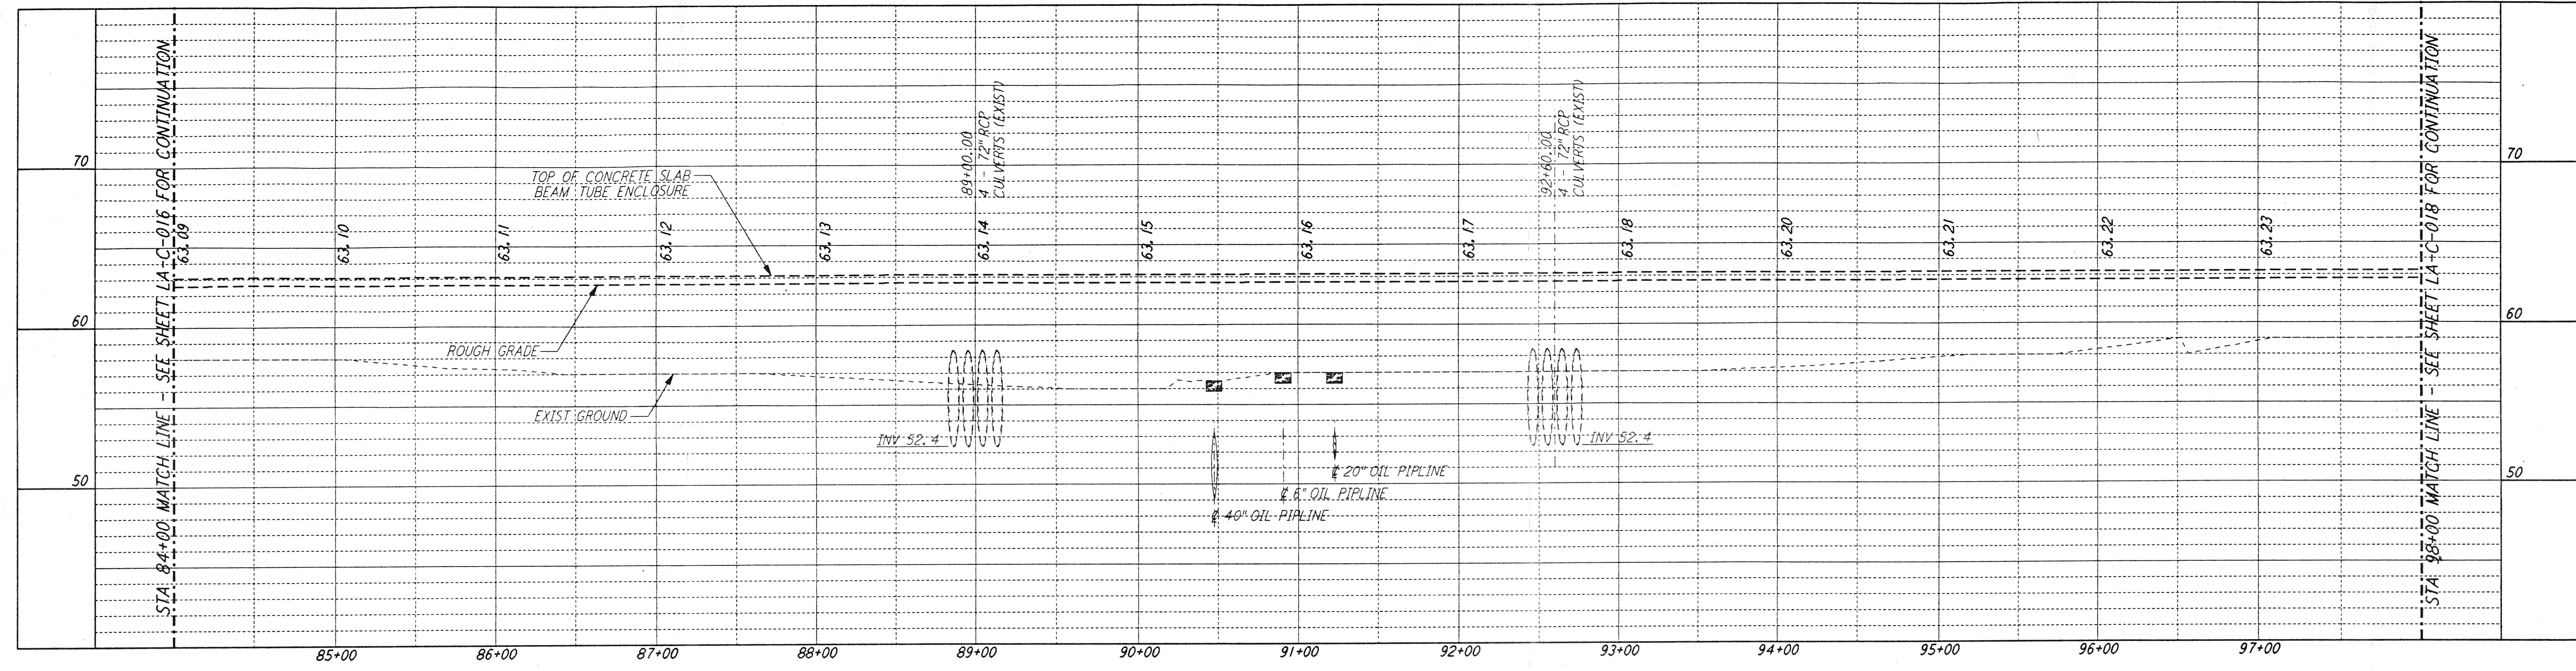 STA 84+00 MATCH LINE - SEE SHEET LA-C-016 FOR CONTINUATION
STA 98+00 MATCH LINE - SEE SHEET LA-C-018 FOR CONTINUATION
70
70
60
60
50
50
TOP OF CONCRETE SLAB
BEAM TUBE ENCLOSURE
89+00.00
4 - 72" RCP
CULVERTS (EXIST)
92+60.00
4 - 72" RCP
CULVERTS (EXIST)
63.09
63.10
63.11
63.12
63.13
63.14
63.15
63.16
63.17
63.18
63.20
63.21
63.22
63.23
ROUGH GRADE
EXIST GROUND
INV 52.4
INV 52.4
℄ 20" OIL PIPLINE
℄ 6" OIL PIPLINE
℄ 40" OIL PIPLINE
85+00
86+00
87+00
88+00
89+00
90+00
91+00
92+00
93+00
94+00
95+00
96+00
97+00